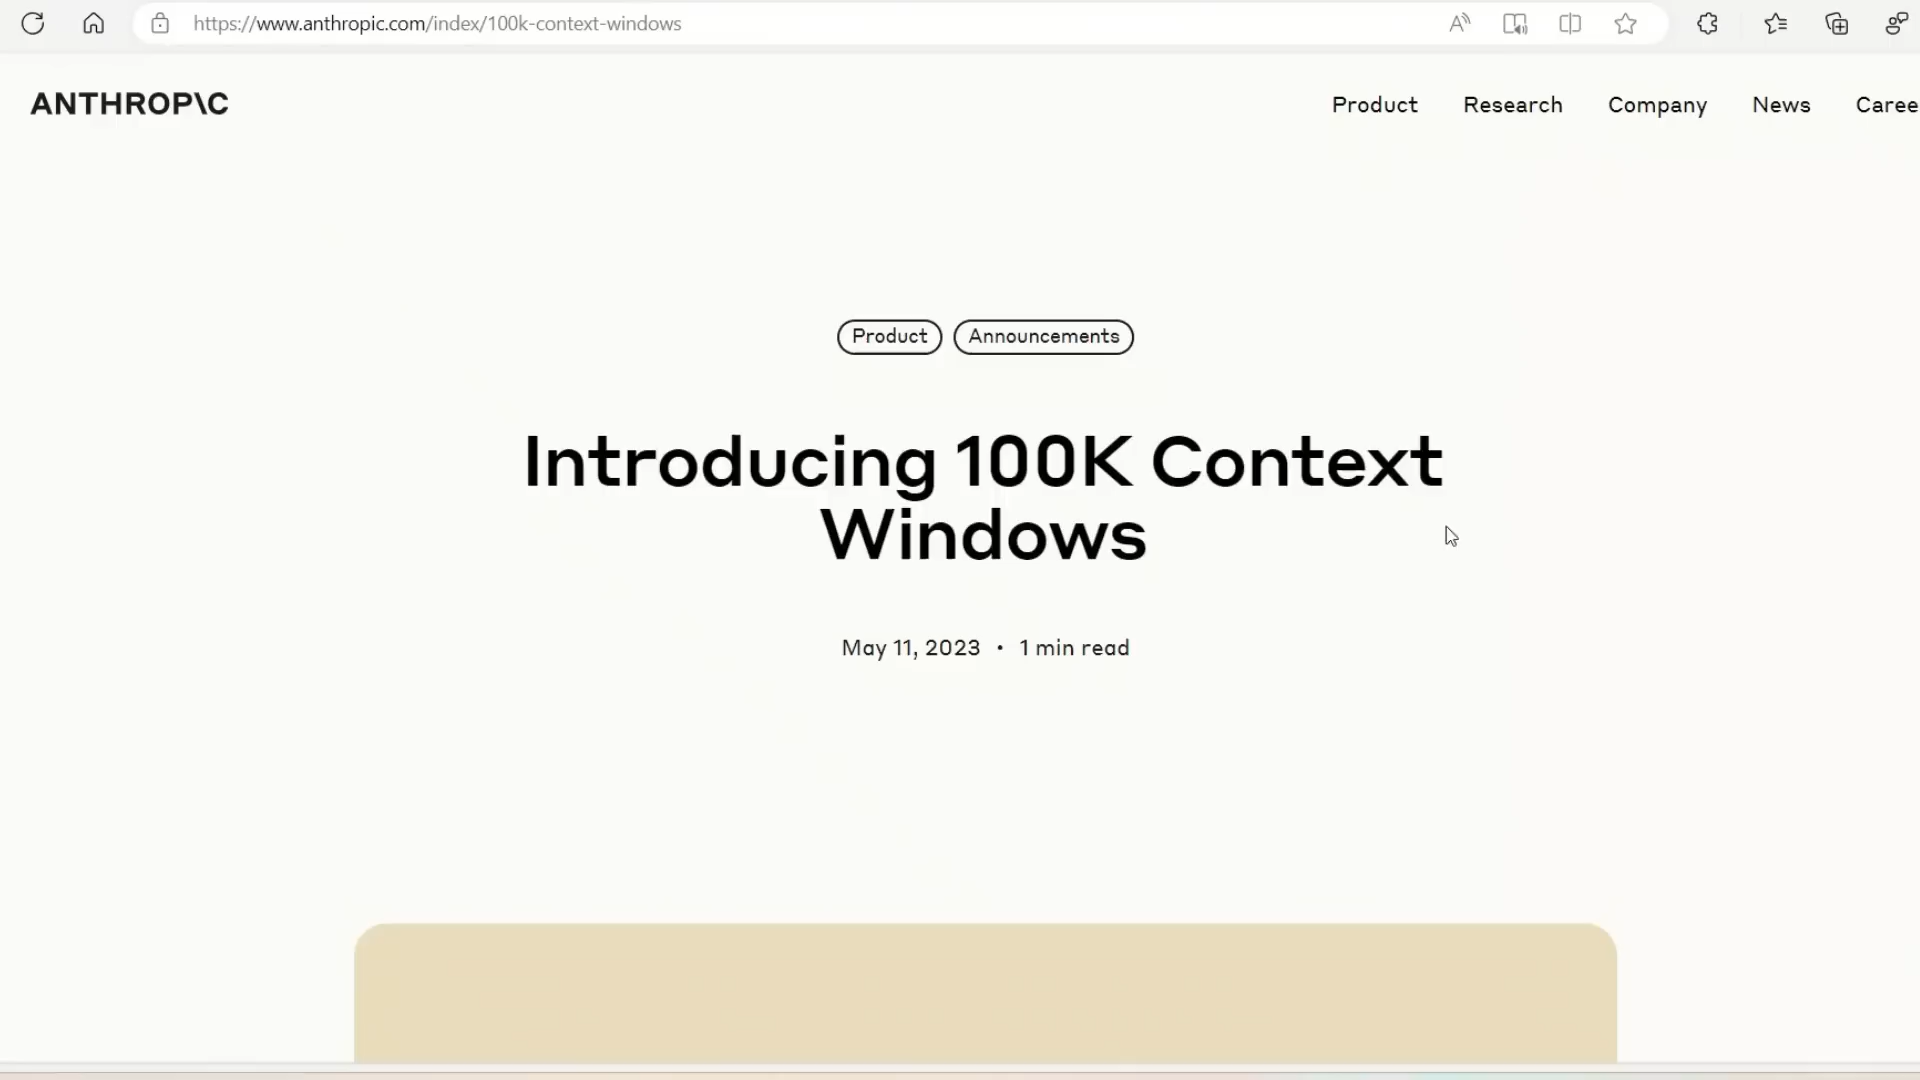 https://www.anthropic.com/index/100k-context-windows
ANTHROP\C
Product
Research
Company
News
Caree
Product
Announcements
Introducing 100K Context
Windows
May 11, 2023 • 1 min read